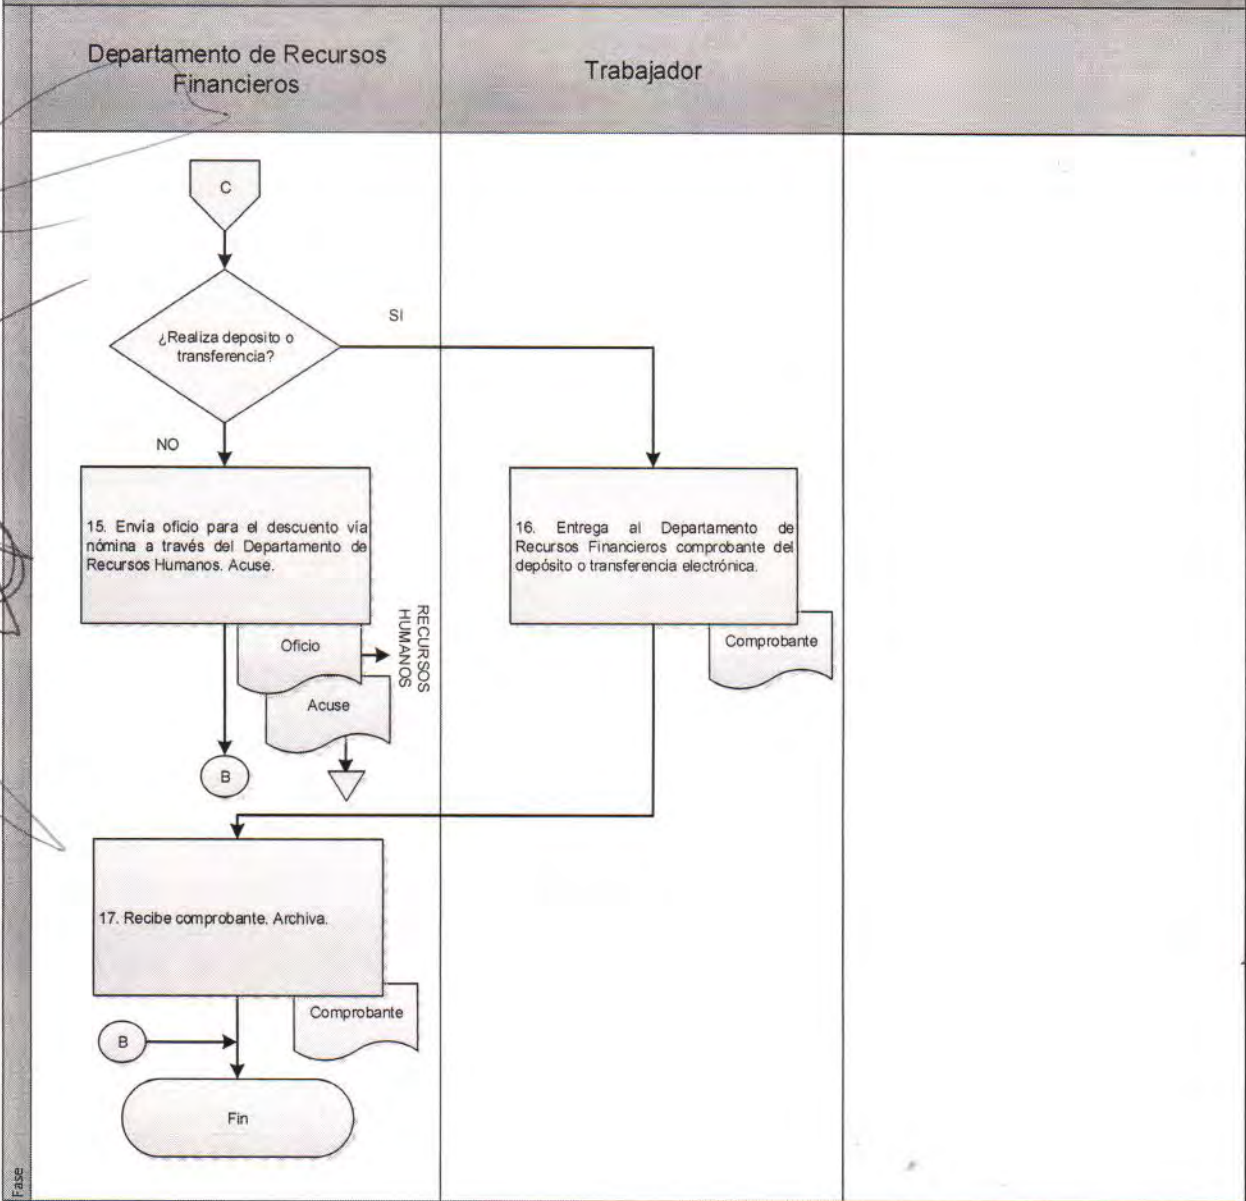 Departamento de Recursos
Financieros
Trabajador
C
¿Realiza deposito o
transferencia?
SI
NO
15. Envía oficio para el descuento vía
nómina a través del Departamento de
Recursos Humanos. Acuse.
16. Entrega al Departamento de
Recursos Financieros comprobante del
depósito o transferencia electrónica.
Oficio
RECURSOS
HUMANOS
Acuse
Comprobante
B
17. Recibe comprobante. Archiva.
Comprobante
B
Fin
Fase